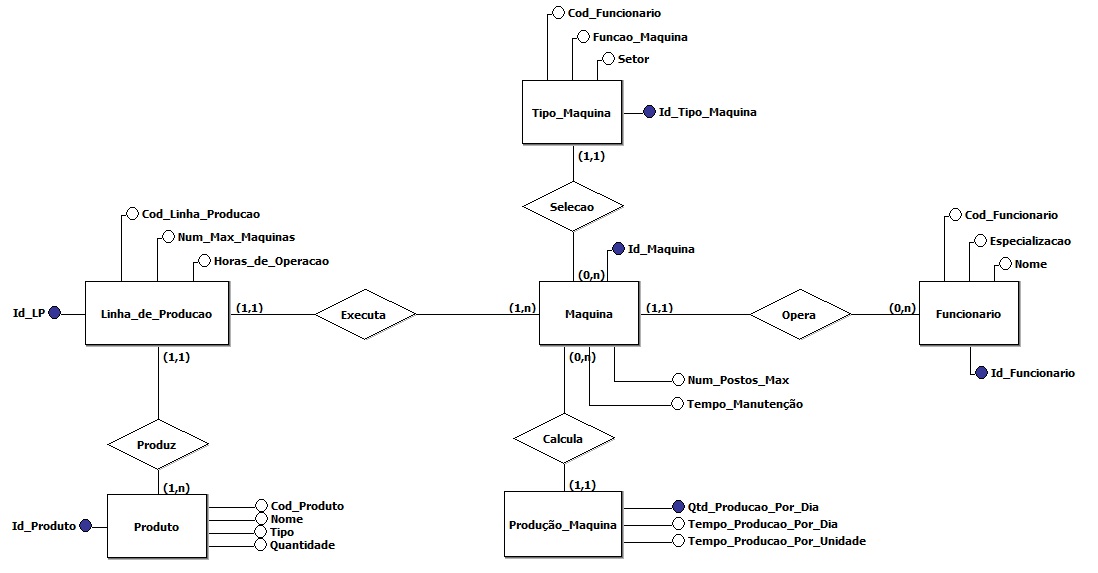 Cod_Funcionario
Funcao_Maquina
Setor
Tipo_Maquina
Id_Tipo_Maquina
(1,1)
Selecao
(0,n)
Id_Maquina
Cod_Linha_Producao
Num_Max_Maquinas
Horas_de_Operacao
Cod_Funcionario
Especializacao
Nome
Id_LP
Linha_de_Producao
(1,1)
Executa
(1,n)
Maquina
(1,1)
Opera
(0,n)
Funcionario
(1,1)
(0,n)
Id_Funcionario
Num_Postos_Max
Tempo_Manutenção
Produz
Calcula
(1,n)
(1,1)
Id_Produto
Produto
Cod_Produto
Nome
Tipo
Quantidade
Produção_Maquina
Qtd_Producao_Por_Dia
Tempo_Producao_Por_Dia
Tempo_Producao_Por_Unidade